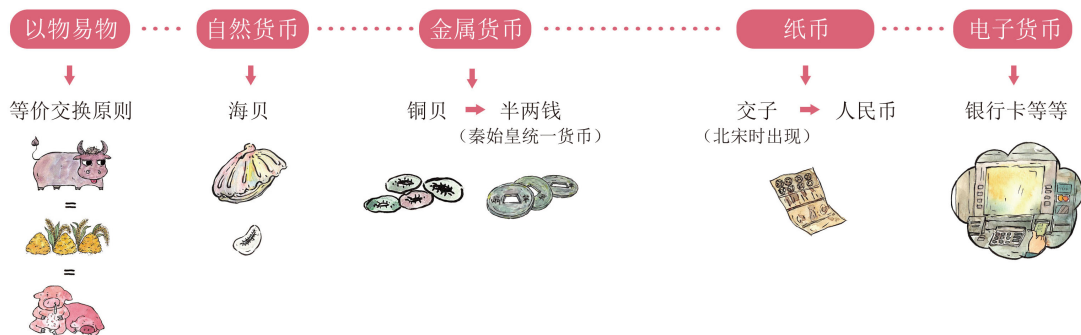 以物易物
自然货币
金属货币
纸币
电子货币
等价交换原则
海贝
铜贝
半两钱
（秦始皇统一货币）
交子
人民币
（北宋时出现）
银行卡等等
=
=